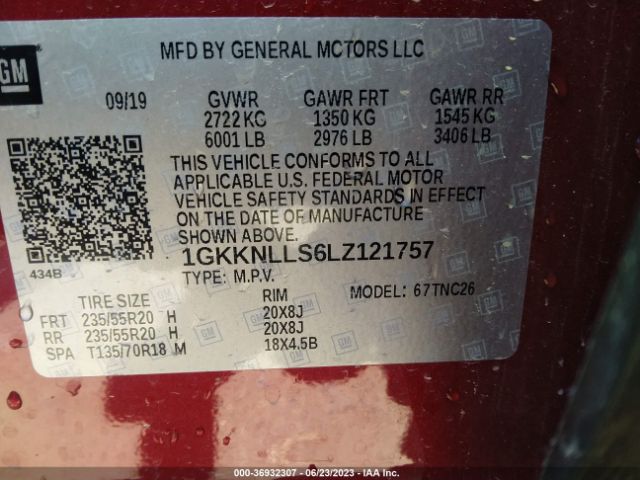 GM
MFD BY GENERAL MOTORS LLC
09/19 GVWR GAWR FRT GAWR RR
2722 KG 1350 KG 1545 KG
6001 LB 2976 LB 3406 LB
THIS VEHICLE CONFORMS TO ALL
APPLICABLE U.S. FEDERAL MOTOR
VEHICLE SAFETY STANDARDS IN EFFECT
ON THE DATE OF MANUFACTURE
SHOWN ABOVE.
434B
1GKKNLLS6LZ121757
TYPE: M.P.V. MODEL: 67TNC26
TIRE SIZE RIM
FRT 235/55R20 H 20X8J
RR 235/55R20 H 20X8J
SPA T135/70R18 M 18X4.5B
000-36932307 - 06/23/2023 - IAA Inc.